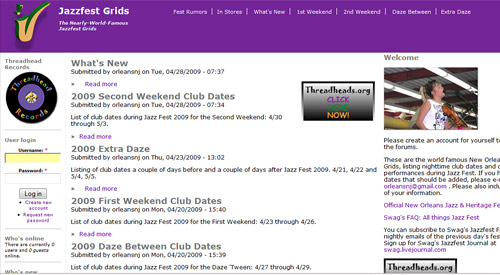 Jazzfest Grids
The Nearly-World-Famous
Jazzfest Grids
Fest Rumors | In Stores | What's New | 1st Weekend | 2nd Weekend | Daze Between | Extra Daze
Threadhead
Records
Threadhead
Records
User login
Username: *
Password: *
Log in
Create new
account
Request new
password
Who's online
There are currently 0
users and 0 guests
online.
Who's new
What's New
Submitted by orleansnj on Tue, 04/28/2009 - 07:37
» Read more
2009 Second Weekend Club Dates
Submitted by orleansnj on Tue, 04/28/2009 - 07:34
List of club dates during Jazz Fest 2009 for the Second Weekend: 4/30
through 5/3.
» Read more
2009 Extra Daze
Submitted by orleansnj on Thu, 04/23/2009 - 13:02
Listing of club dates a couple of days before and a couple of days after Jazz Fest 2009. 4/21, 4/22 and
5/4, 5/5.
» Read more
2009 First Weekend Club Dates
Submitted by orleansnj on Mon, 04/20/2009 - 15:40
List of club dates during Jazz Fest 2009 for the First Weekend: 4/23 through 4/26.
» Read more
2009 Daze Between Club Dates
Submitted by orleansnj on Mon, 04/20/2009 - 15:39
List of club dates during Jazz Fest 2009 for the Daze 'Tween: 4/27 through 4/29.
Threadheads.org
CLICK
NOW!
Welcome
Please create an account for yourself to
the forums.
These are the world famous New Orleans
Grids, listing nighttime club dates and
performances during Jazz Fest. If you h
dates that should be added, please e-
orleansnj@gmail.com . Please also inclu
of your information.
Official New Orleans Jazz & Heritage Fe
Swag's FAQ: All things Jazz Fest
You can subscribe to Swag's Jazzfest J
nightly emails of the previous day's fest
Sign up for Swag's Jazzfest Journal at
swag.livejournal.com